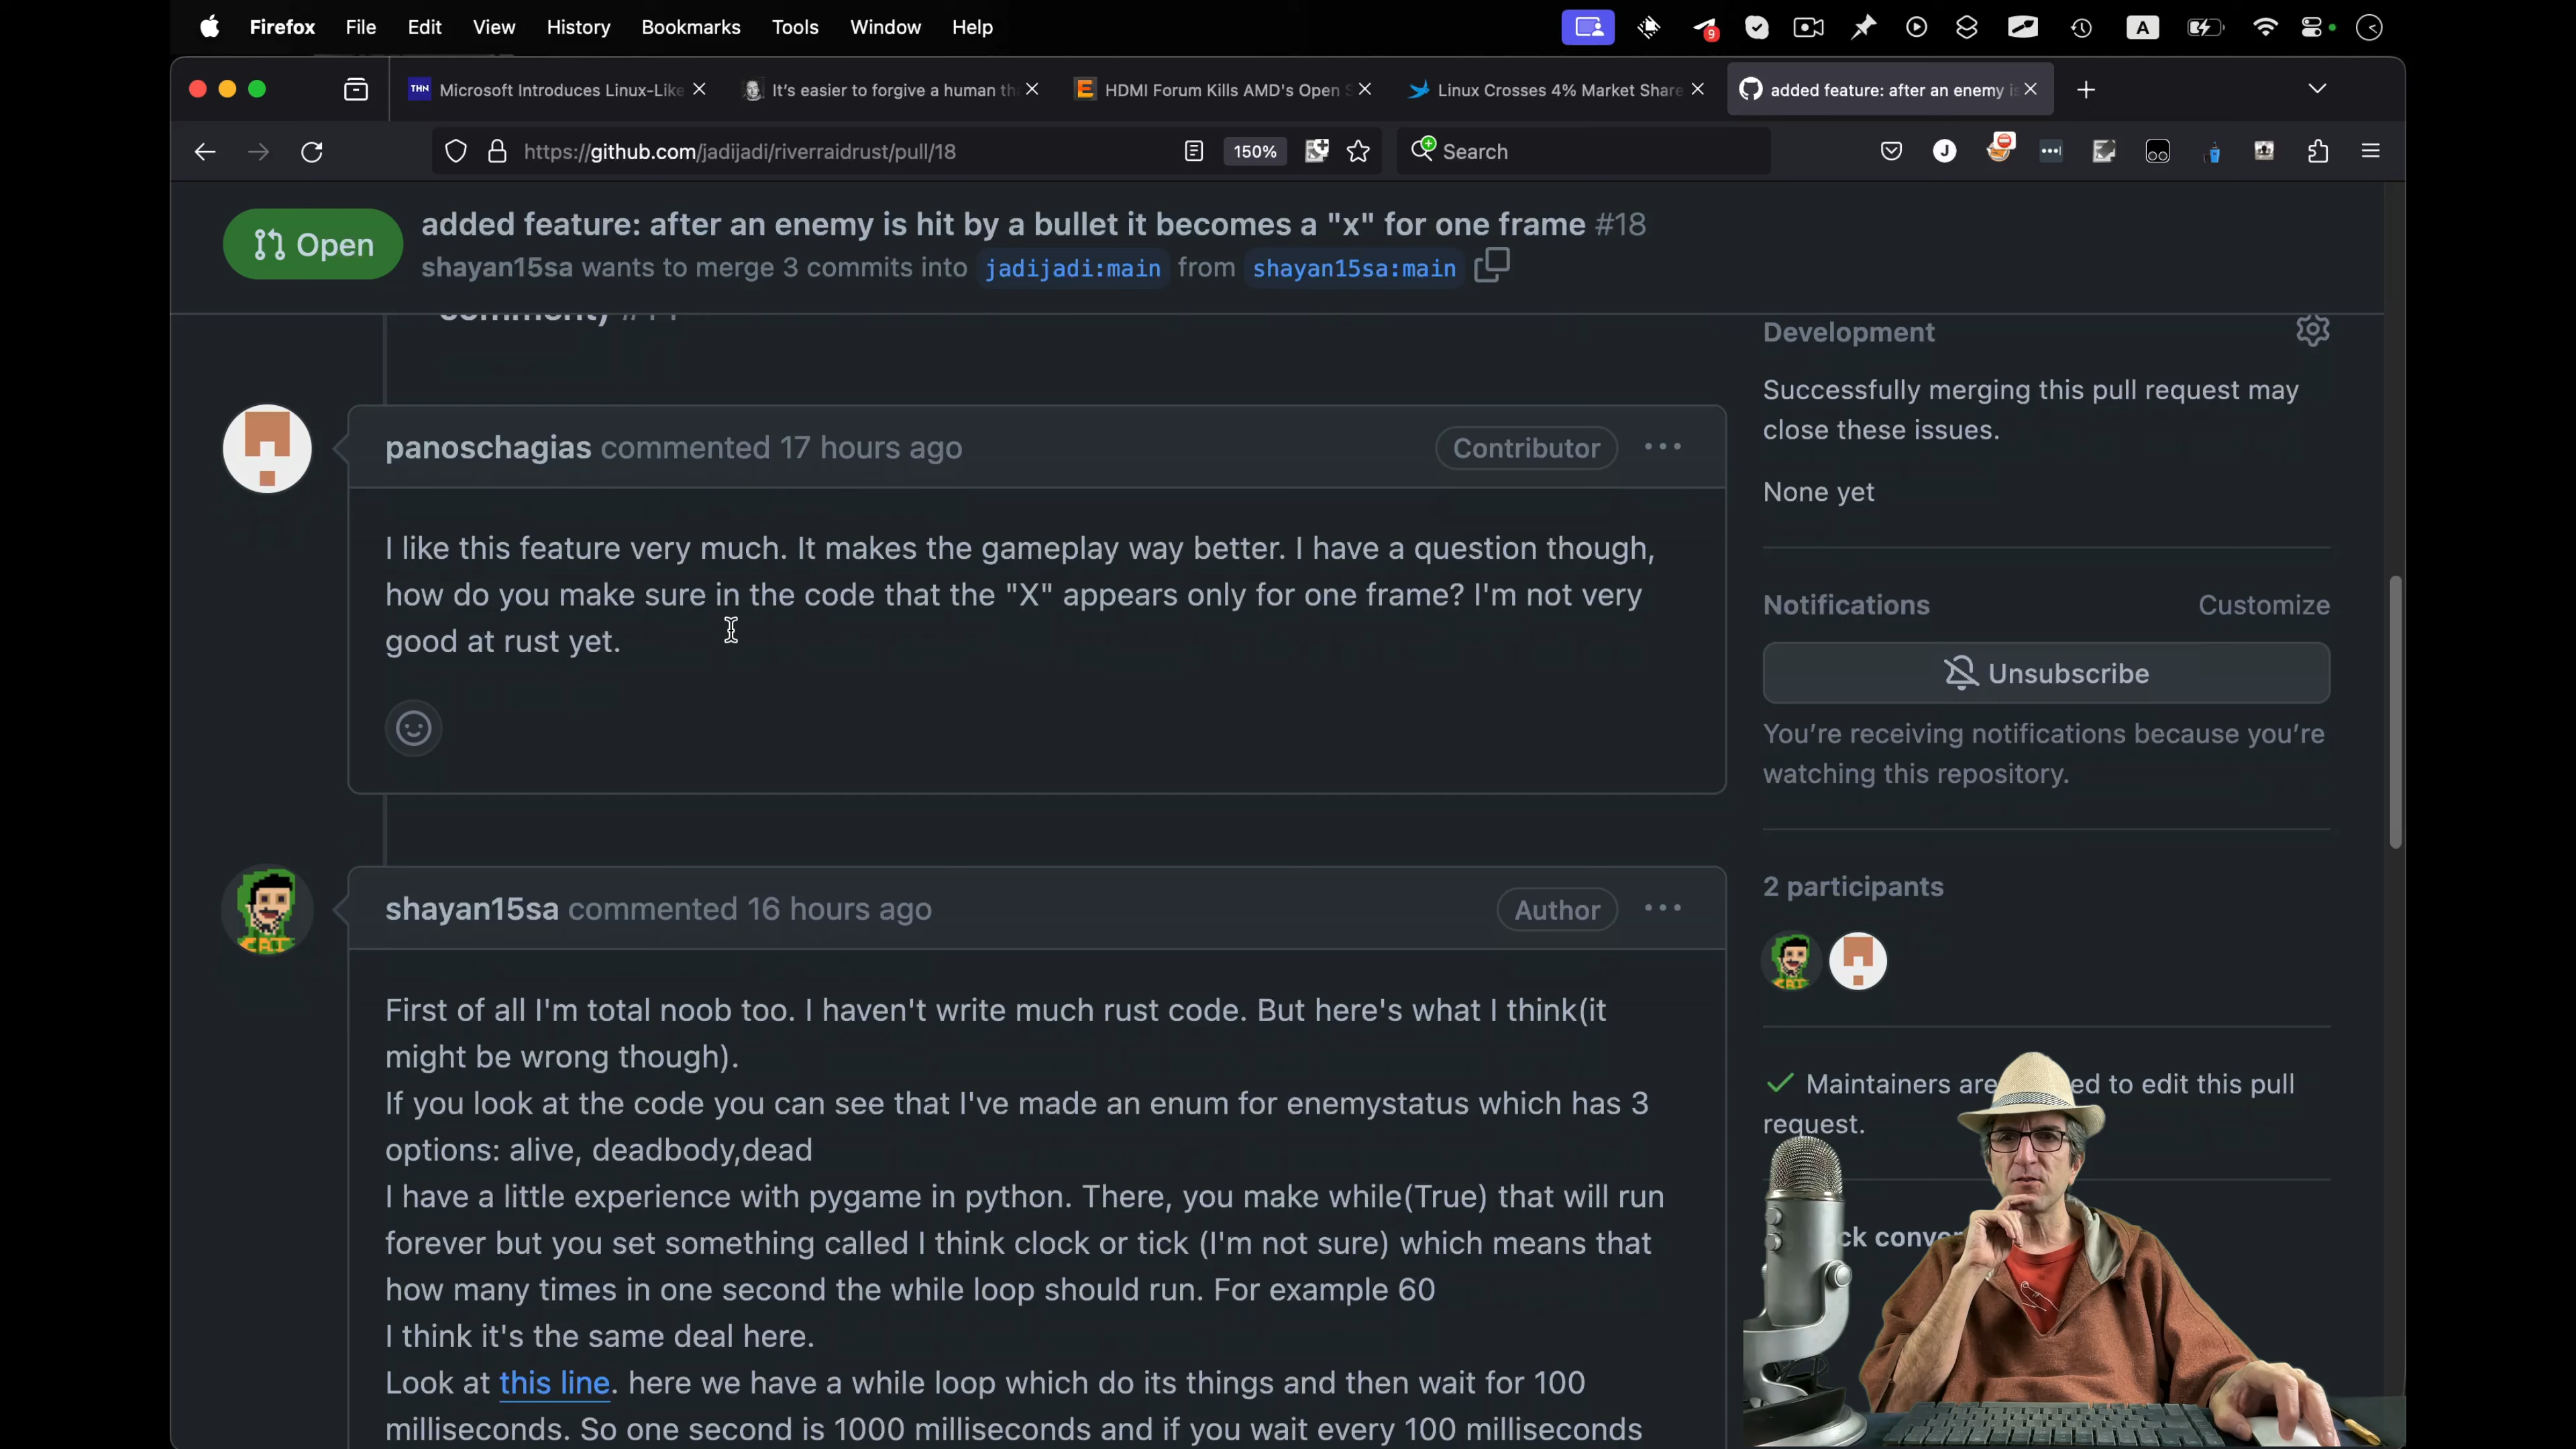 Firefox File Edit View History Bookmarks Tools Window Help
9 A
THN Microsoft Introduces Linux-Like
It's easier to forgive a human th
E HDMI Forum Kills AMD's Open S
Linux Crosses 4% Market Share
added feature: after an enemy is
https://github.com/jadijadi/riverraidrust/pull/18
150%
Search
J
Open
added feature: after an enemy is hit by a bullet it becomes a "x" for one frame #18
shayan15sa wants to merge 3 commits into jadijadi:main from shayan15sa:main
panoschagias commented 17 hours ago
Contributor
I like this feature very much. It makes the gameplay way better. I have a question though,
how do you make sure in the code that the "X" appears only for one frame? I'm not very
good at rust yet.
shayan15sa commented 16 hours ago
Author
First of all I'm total noob too. I haven't write much rust code. But here's what I think(it
might be wrong though).
If you look at the code you can see that I've made an enum for enemystatus which has 3
options: alive, deadbody,dead
I have a little experience with pygame in python. There, you make while(True) that will run
forever but you set something called I think clock or tick (I'm not sure) which means that
how many times in one second the while loop should run. For example 60
I think it's the same deal here.
Look at this line. here we have a while loop which do its things and then wait for 100
milliseconds. So one second is 1000 milliseconds and if you wait every 100 milliseconds
Development
Successfully merging this pull request may
close these issues.
None yet
Notifications Customize
Unsubscribe
You're receiving notifications because you're
watching this repository.
2 participants
Maintainers are ed to edit this pull
request.